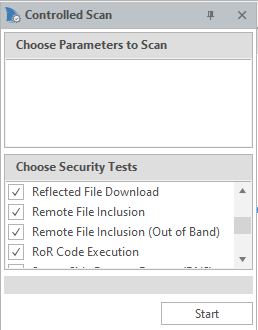 Controlled Scan
Choose Parameters to Scan
Choose Security Tests
Reflected File Download
Remote File Inclusion
Remote File Inclusion (Out of Band)
RoR Code Execution
Start